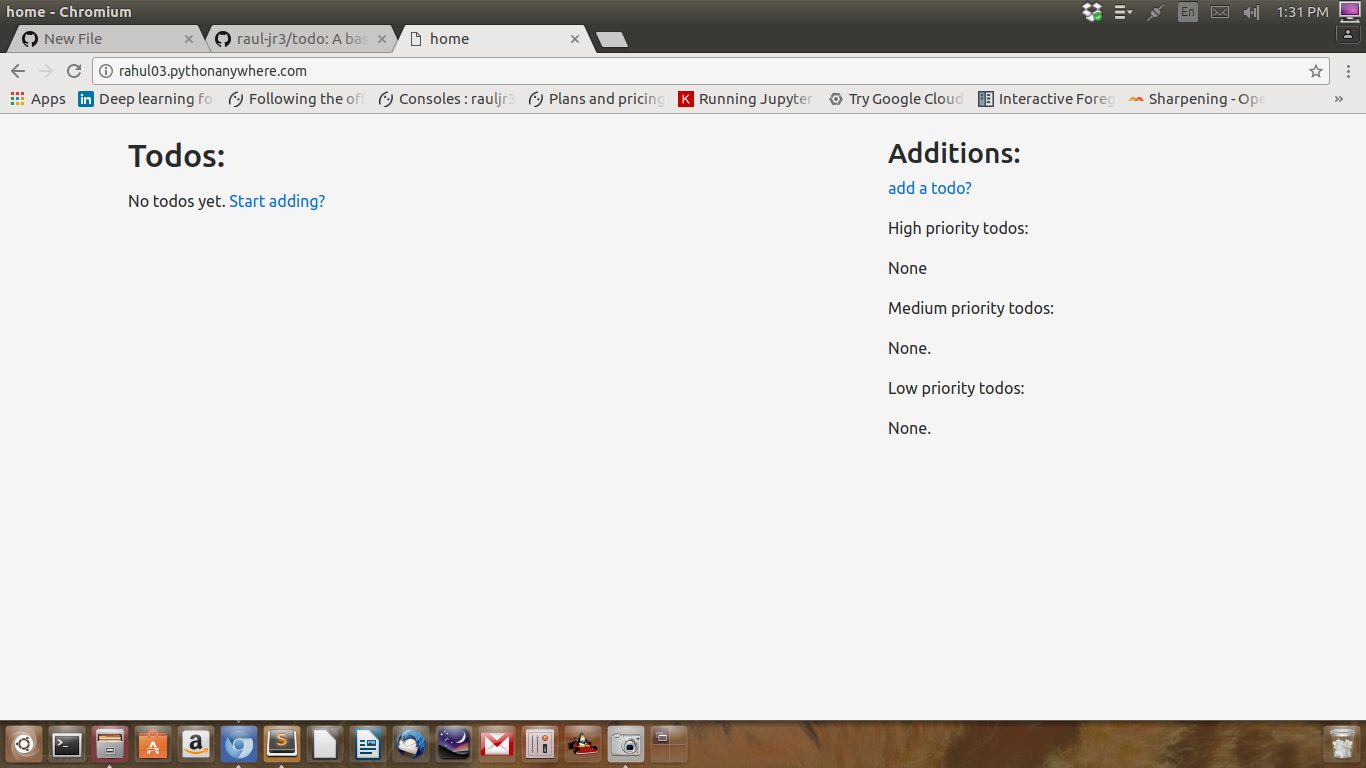 home - Chromium
En
1:31 PM
New File
raul-jr3/todo: A bas
home
rahul03.pythonanywhere.com
Apps
Deep learning fo
Following the off
Consoles : rauljr3
Plans and pricing
Running Jupyter
Try Google Cloud
Interactive Foreg
Sharpening - Ope
»
Todos:
No todos yet. Start adding?
Additions:
add a todo?
High priority todos:
None
Medium priority todos:
None.
Low priority todos:
None.